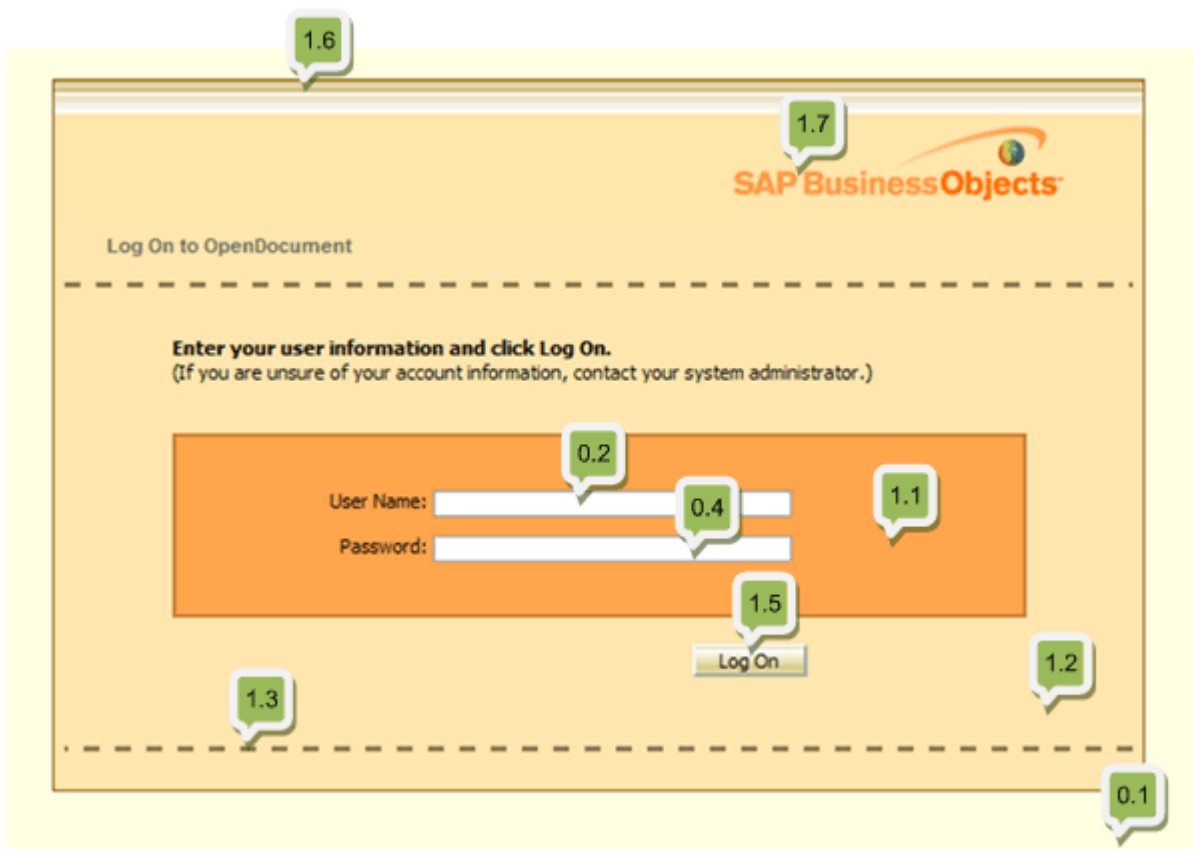 1.6
1.7
SAP BusinessObjects™
Log On to OpenDocument
Enter your user information and click Log On.
(If you are unsure of your account information, contact your system administrator.)
0.2
User Name:
0.4
1.1
Password:
1.5
Log On
1.2
1.3
0.1